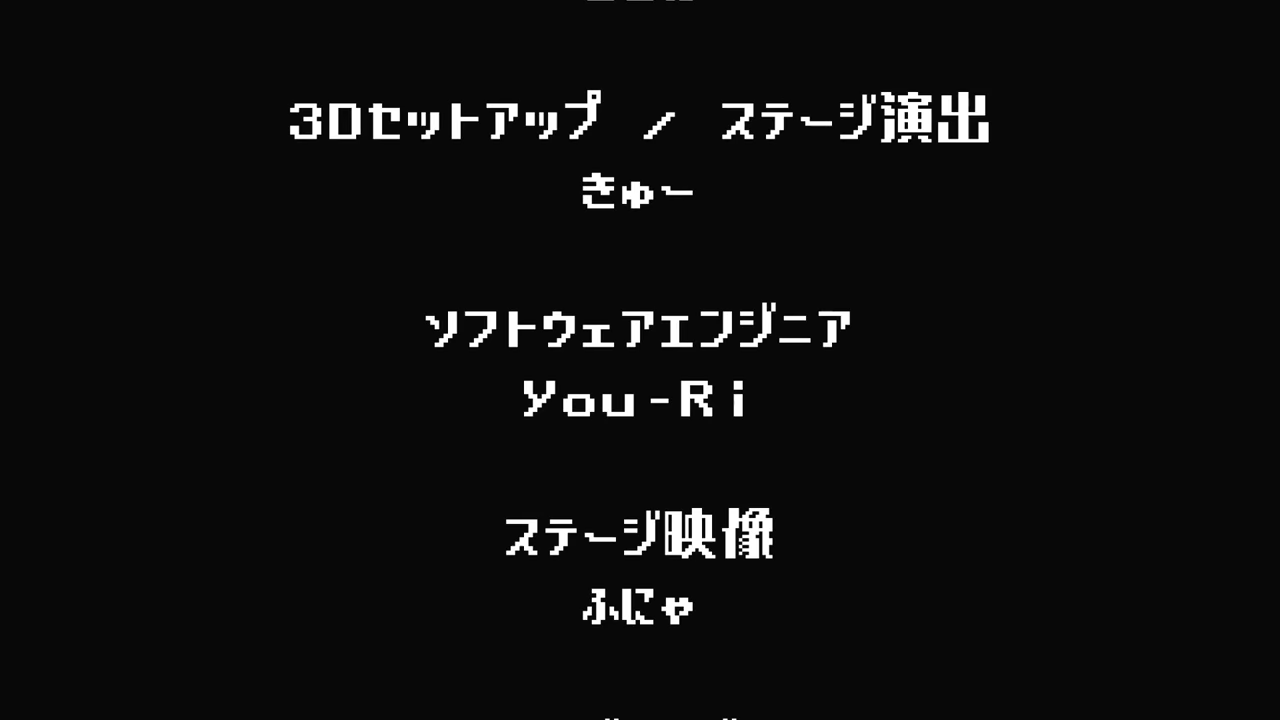 3Dセットアップ / ステージ演出
きゅー
ソフトウェアエンジニア
You-Ri
ステージ映像
ふにゃ